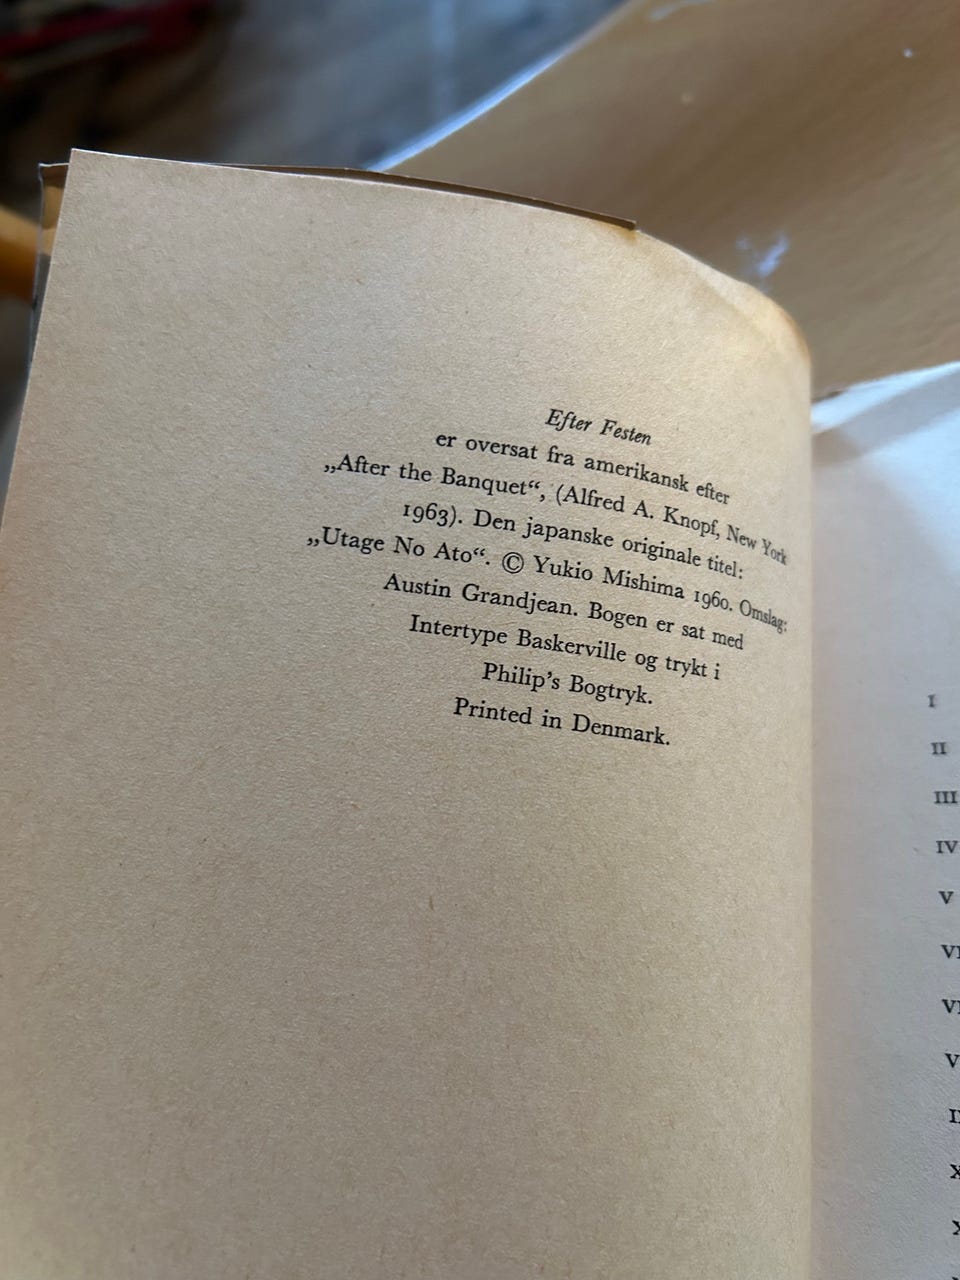 Efter Festen
er oversat fra amerikansk efter
„After the Banquet“, (Alfred A. Knopf, New York
1963). Den japanske originale titel:
„Utage No Ato“. © Yukio Mishima 1960. Omslag:
Austin Grandjean. Bogen er sat med
Intertype Baskerville og trykt i
Philip’s Bogtryk.
Printed in Denmark.
I
II
III
IV
V